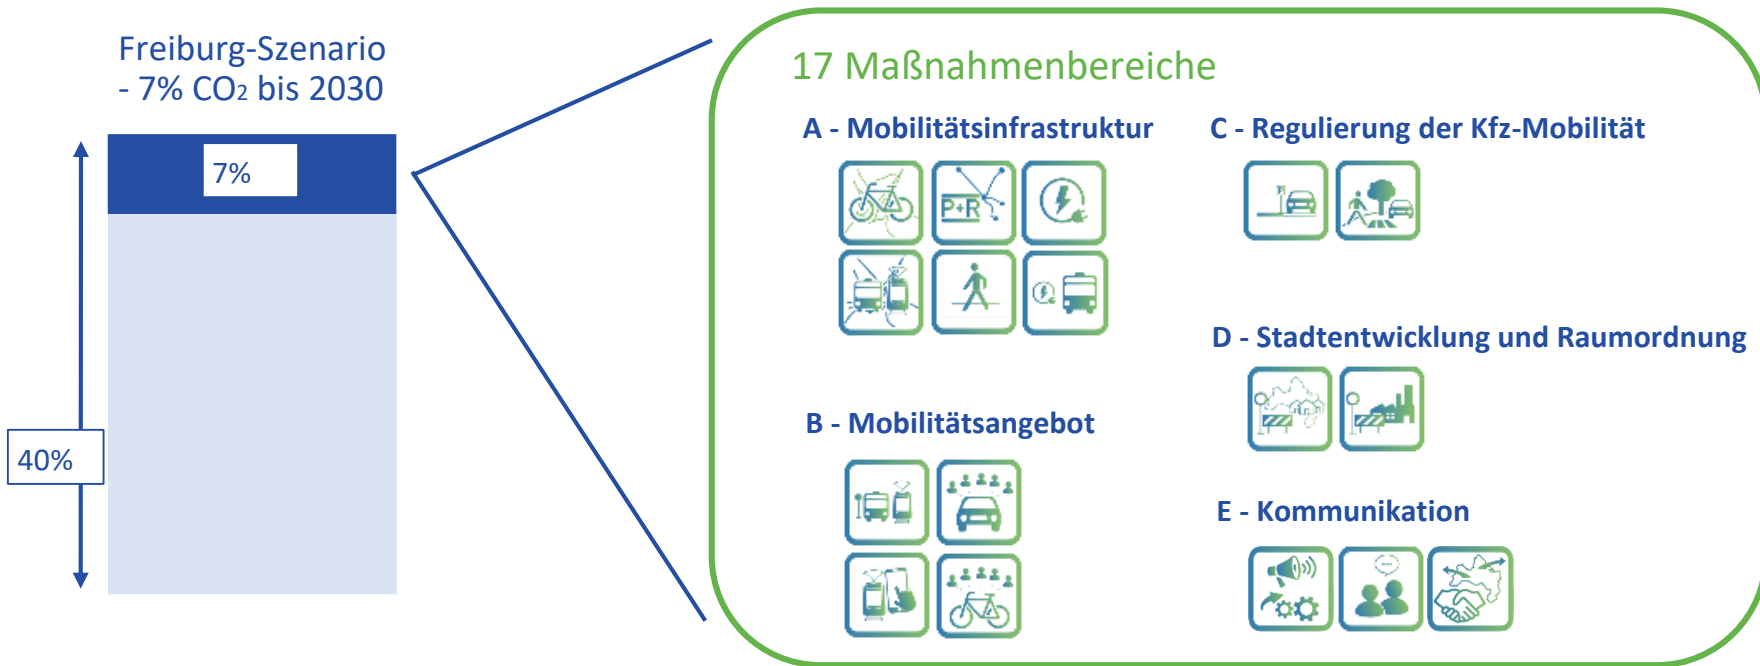 Freiburg-Szenario
- 7% CO2 bis 2030
7%
40%
17 Maßnahmenbereiche
A - Mobilitätsinfrastruktur
P+R
B - Mobilitätsangebot
C - Regulierung der Kfz-Mobilität
D - Stadtentwicklung und Raumordnung
E - Kommunikation